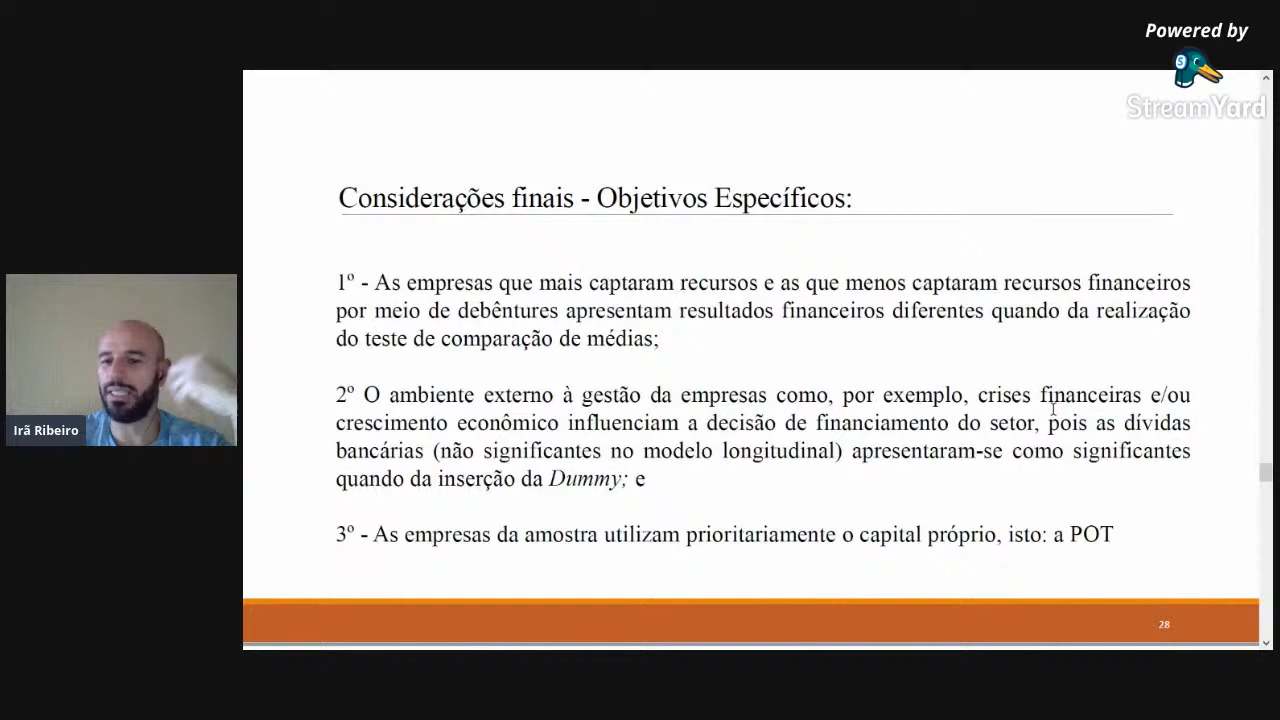 Powered by
StreamYard
Considerações finais - Objetivos Específicos:
1º - As empresas que mais captaram recursos e as que menos captaram recursos financeiros
por meio de debêntures apresentam resultados financeiros diferentes quando da realização
do teste de comparação de médias;
2º O ambiente externo à gestão da empresas como, por exemplo, crises financeiras e/ou
crescimento econômico influenciam a decisão de financiamento do setor, pois as dívidas
bancárias (não significantes no modelo longitudinal) apresentaram-se como significantes
quando da inserção da Dummy; e
3º - As empresas da amostra utilizam prioritariamente o capital próprio, isto: a POT
Irã Ribeiro
28